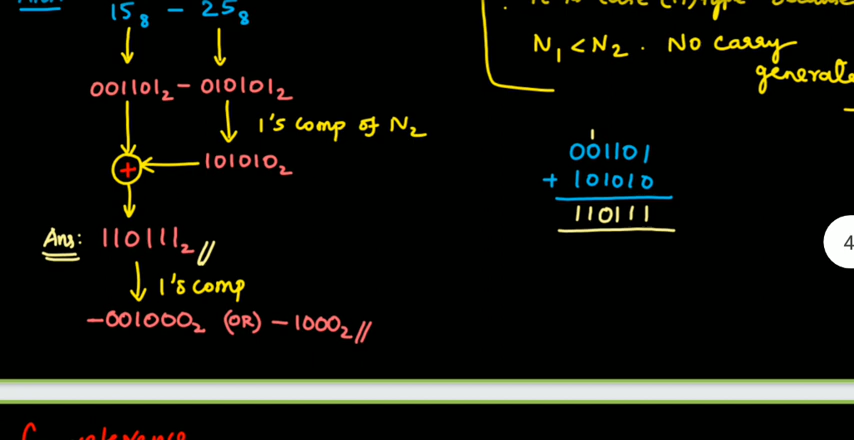 Ans:
15₈ - 25₈
001101₂ - 010101₂
1's comp of N₂
+
101010₂
Ans: 110111₂ //
1's comp
-001000₂ (OR) -1000₂ //
N₁ < N₂. No carry
generate
1
001101
+ 101010
110111
4